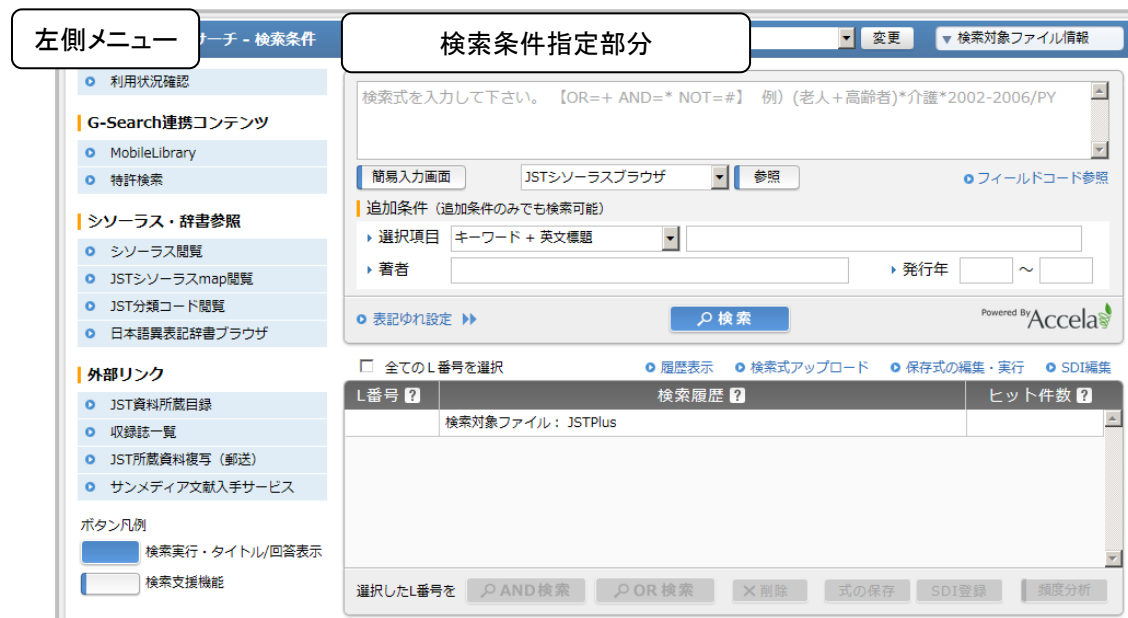 左側メニュー
検索条件指定部分
サーチ - 検索条件
変更
▼ 検索対象ファイル情報
利用状況確認
G-Search連携コンテンツ
MobileLibrary
特許検索
シソーラス・辞書参照
シソーラス閲覧
JSTシソーラスmap閲覧
JST分類コード閲覧
日本語異表記辞書ブラウザ
外部リンク
JST資料所蔵目録
収録誌一覧
JST所蔵資料複写（郵送）
サンメディア文献入手サービス
ボタン凡例
検索実行・タイトル/回答表示
検索支援機能
検索式を入力して下さい。 【OR=+ AND=* NOT=#】 例）(老人+高齢者)*介護*2002-2006/PY
簡易入力画面 JSTシソーラスブラウザ 参照 フィールドコード参照
追加条件（追加条件のみでも検索可能）
選択項目 キーワード + 英文標題
著者 発行年 ～
表記ゆれ設定 検索 Powered By Accela
全てのL番号を選択 履歴表示 検索式アップロード 保存式の編集・実行 SDI編集
L番号 ? 検索履歴 ? ヒット件数 ?
検索対象ファイル： JSTPlus
選択したL番号を AND検索 OR検索 ×削除 式の保存 SDI登録 頻度分析